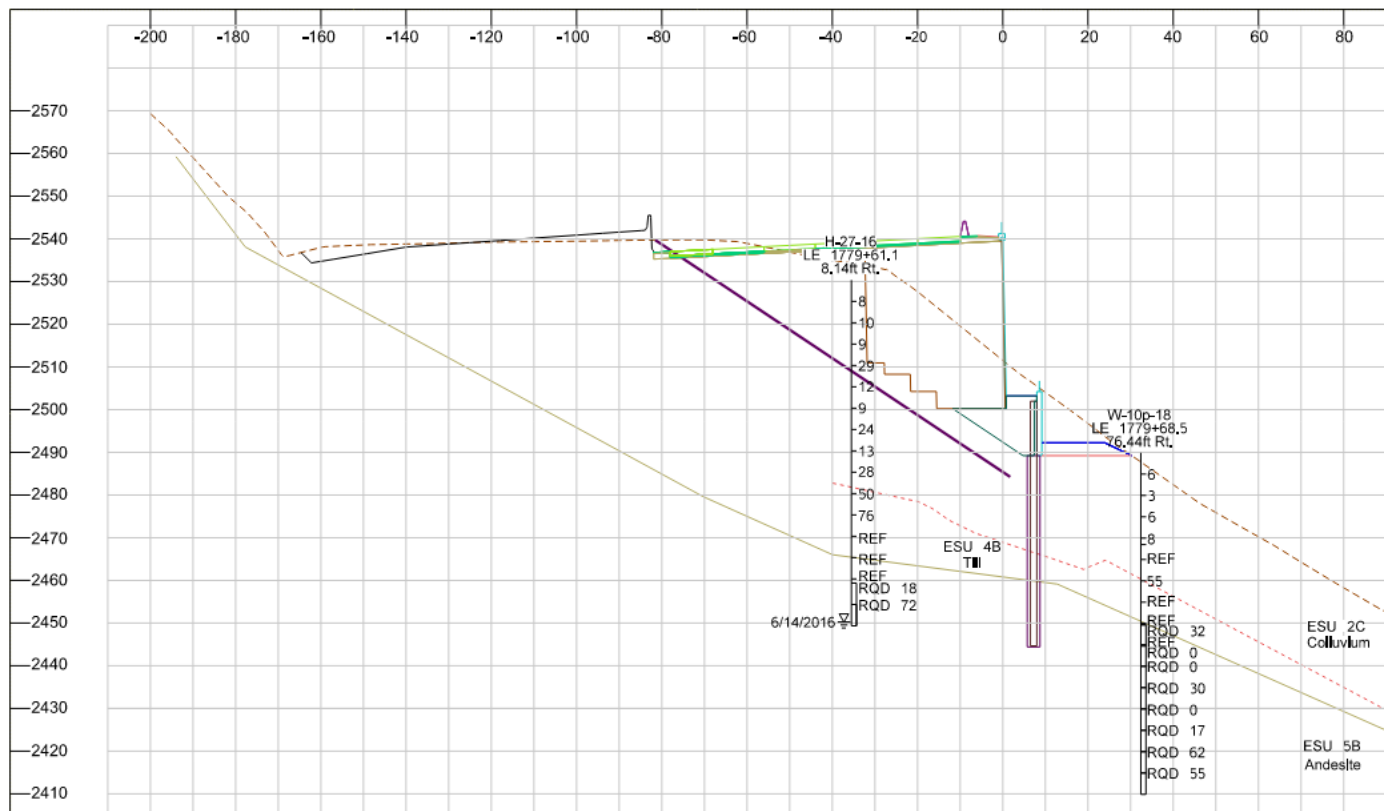 -200 -180 -160 -140 -120 -100 -80 -60 -40 -20 0 20 40 60 80
2570
2560
2550
2540
2530
2520
2510
2500
2490
2480
2470
2460
2450
2440
2430
2420
2410
H-27-16
LE 1779+61.1
8.14ft Rt.
8
10
9
29
12
9
24
13
28
50
76
REF
REF
REF
RQD 18
RQD 72
6/14/2016
ESU 4B
Till
W-10p-18
LE 1779+68.5
76.44ft Rt.
6
3
6
8
REF
55
REF
REF
RQD 32
REF
RQD 0
RQD 0
RQD 30
RQD 0
RQD 17
RQD 62
RQD 55
ESU 2C
Colluvium
ESU 5B
Andesite